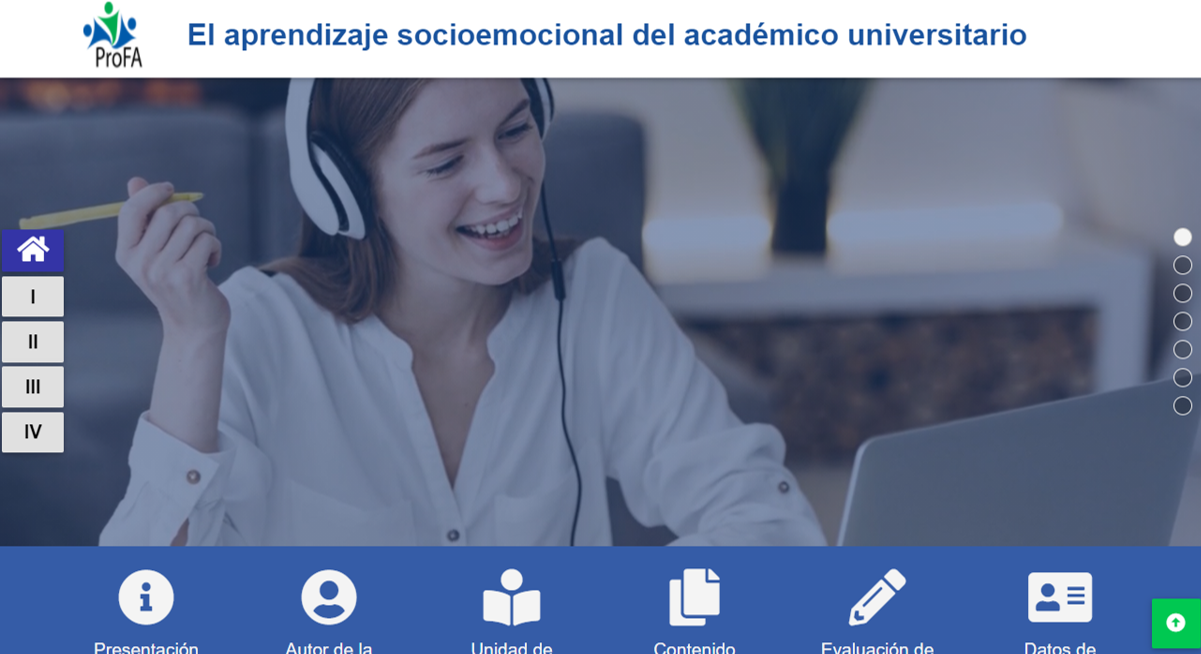 ProFA
El aprendizaje socioemocional del académico universitario
I
II
III
IV
Presentación
Autor de la
Unidad de
Contenido
Evaluación de
Datos de